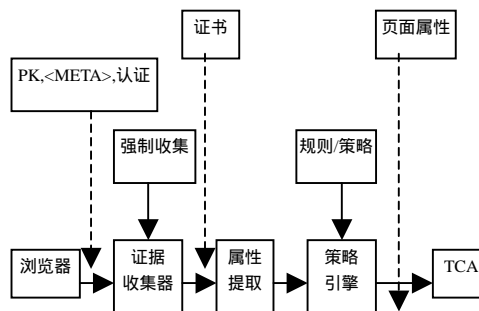 证书
页面属性
PK,<META>,认证
强制收集
规则/策略
浏览器
证据
收集器
属性
提取
策略
引擎
TCA